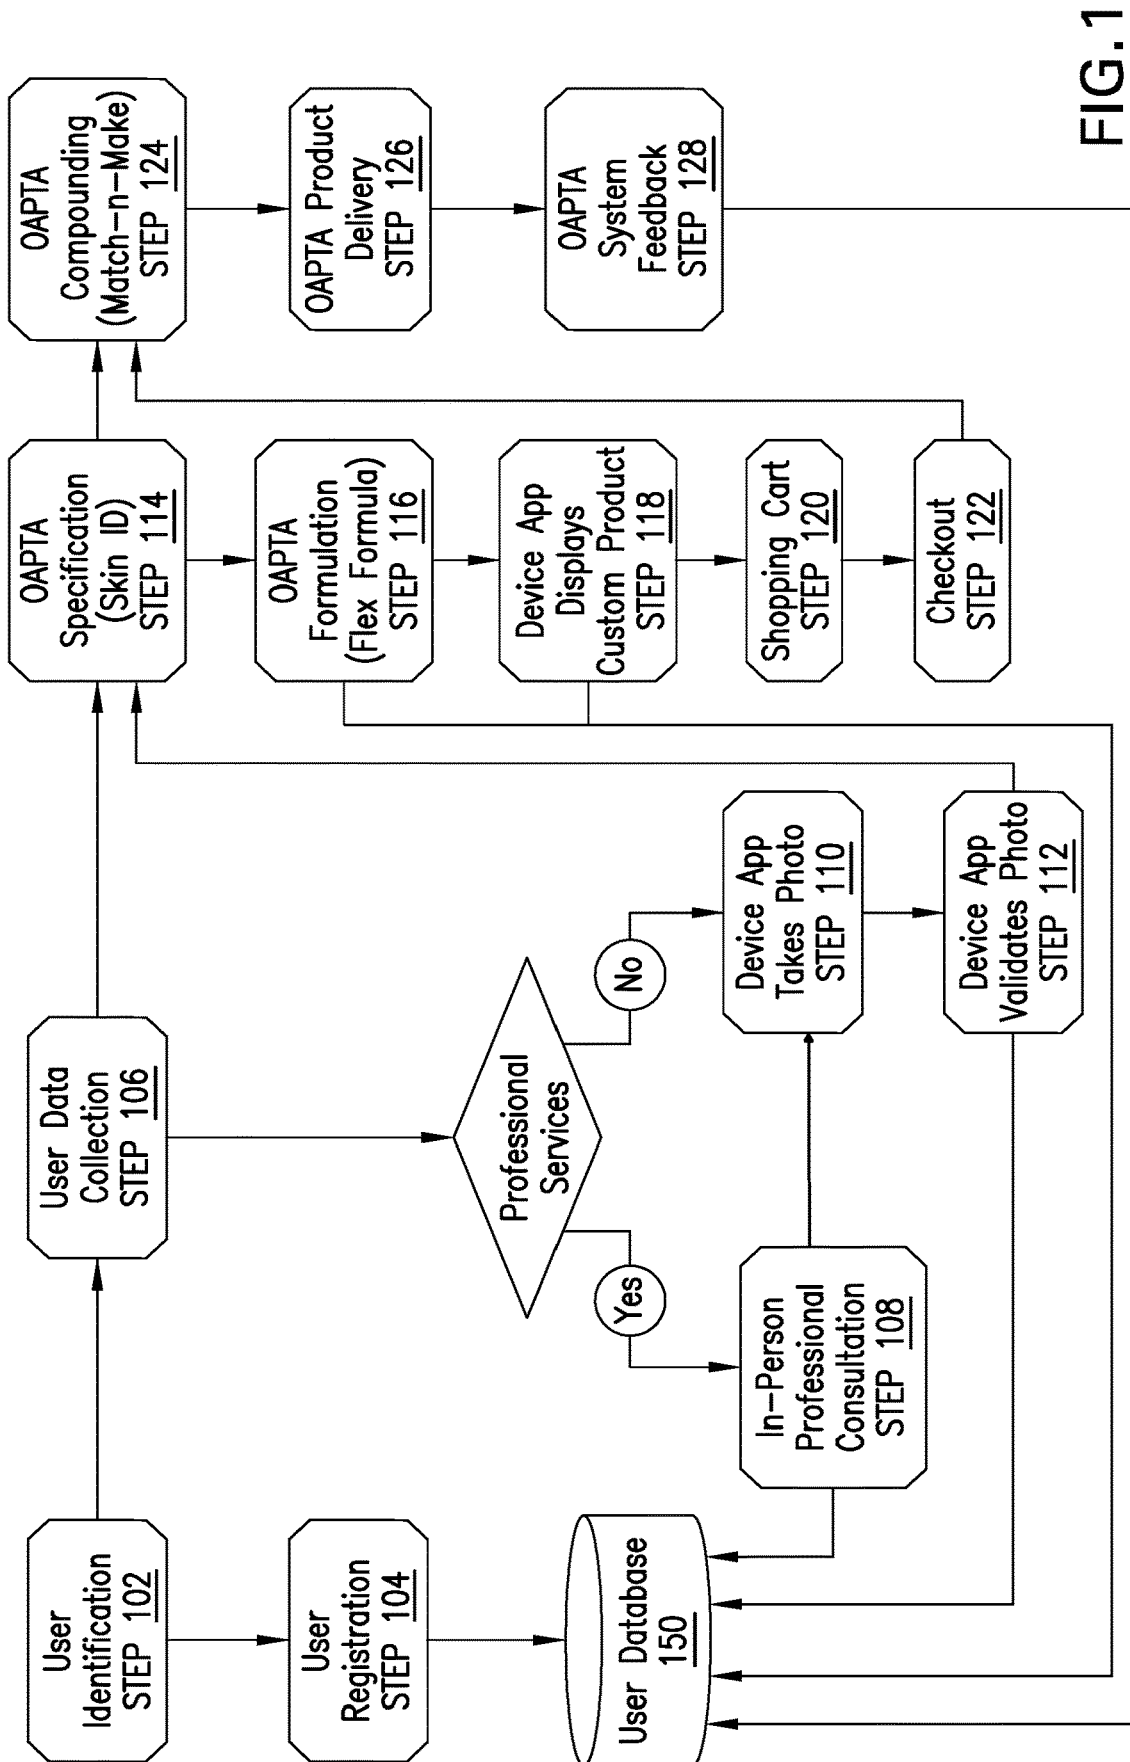 User
Identification
STEP 102
User
Registration
STEP 104
User Database
150
User Data
Collection
STEP 106
Professional
Services
Yes
No
In-Person
Professional
Consultation
STEP 108
Device App
Takes Photo
STEP 110
Device App
Validates Photo
STEP 112
OAPTA
Specification
(Skin ID)
STEP 114
OAPTA
Formulation
(Flex Formula)
STEP 116
Device App
Displays
Custom Product
STEP 118
Shopping Cart
STEP 120
Checkout
STEP 122
OAPTA
Compounding
(Match-n-Make)
STEP 124
OAPTA Product
Delivery
STEP 126
OAPTA
System
Feedback
STEP 128
FIG.1